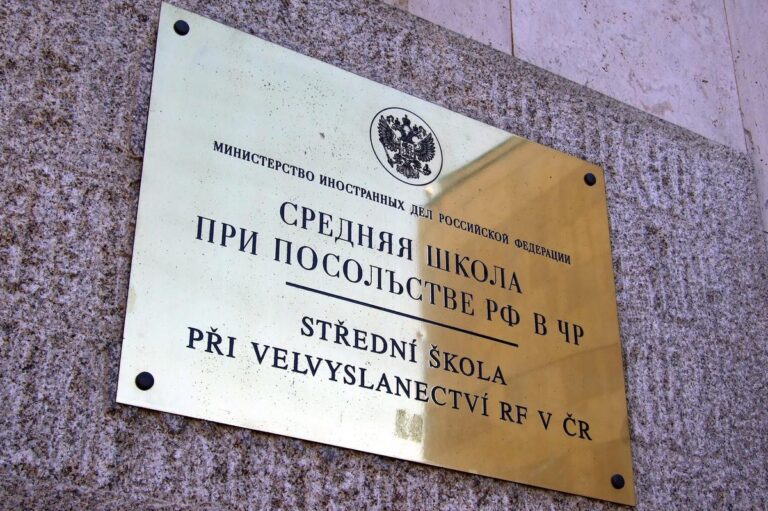 МИНИСТЕРСТВО ИНОСТРАННЫХ ДЕЛ РОССИЙСКОЙ ФЕДЕРАЦИИ
СРЕДНЯЯ ШКОЛА
ПРИ ПОСОЛЬСТВЕ РФ В ЧР
STŘEDNÍ ŠKOLA
PŘI VELVYSLANECTVÍ RF V ČR